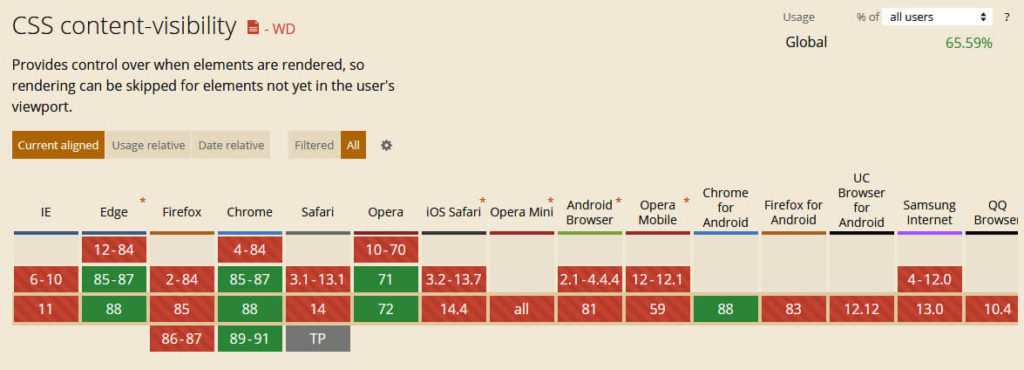 CSS content-visibility - WD
Usage % of all users ?
Global 65.59%
Provides control over when elements are rendered, so
rendering can be skipped for elements not yet in the user's
viewport.
Current aligned Usage relative Date relative Filtered All
IE Edge * Firefox Chrome Safari Opera iOS Safari * Opera Mini * Android Browser * Opera Mobile * Chrome for Android Firefox for Android UC Browser for Android Samsung Internet QQ Browser
12-84 4-84 10-70
6-10 85-87 2-84 85-87 3.1-13.1 71 3.2-13.7 2.1-4.4.4 12-12.1 4-12.0
11 88 85 88 14 72 14.4 all 81 59 88 83 12.12 13.0 10.4
86-87 89-91 TP